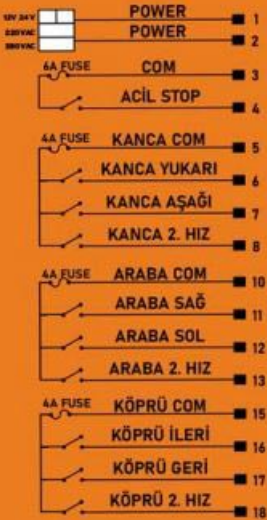 12V 24V POWER 1
220VAC POWER 2
380VAC
6A FUSE COM 3
ACİL STOP 4
4A FUSE KANCA COM 5
KANCA YUKARI 6
KANCA AŞAĞI 7
KANCA 2. HIZ 8
4A FUSE ARABA COM 10
ARABA SAĞ 11
ARABA SOL 12
ARABA 2. HIZ 13
4A FUSE KÖPRÜ COM 15
KÖPRÜ İLERİ 16
KÖPRÜ GERİ 17
KÖPRÜ 2. HIZ 18